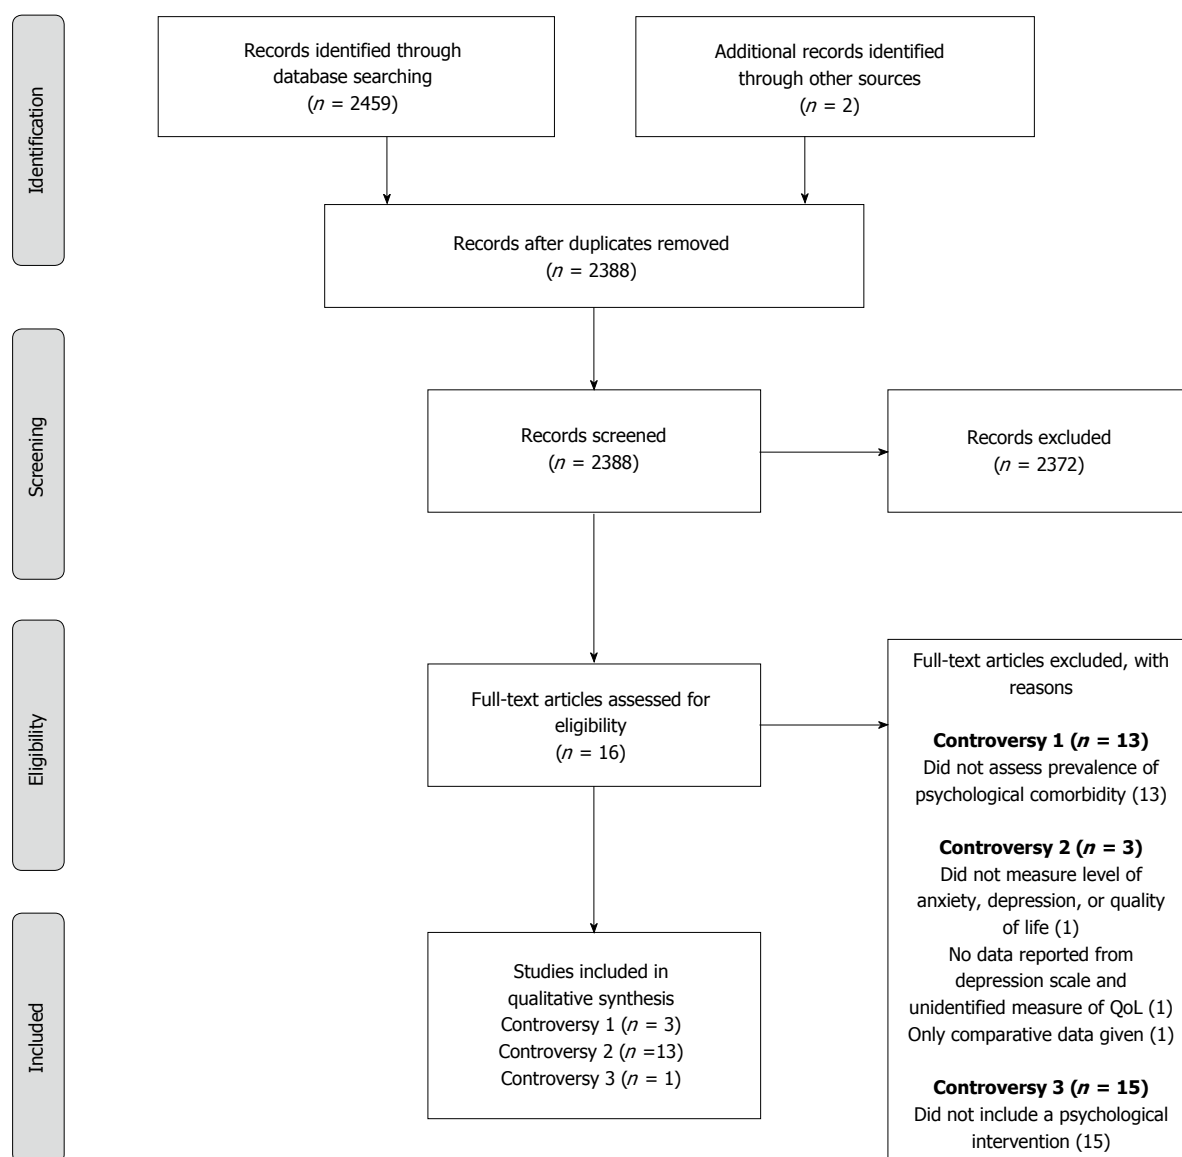 Identification
Records identified through
database searching
(n = 2459)
Additional records identified
through other sources
(n = 2)
Records after duplicates removed
(n = 2388)
Screening
Records screened
(n = 2388)
Records excluded
(n = 2372)
Eligibility
Full-text articles assessed for
eligibility
(n = 16)
Full-text articles excluded, with
reasons
Controversy 1 (n = 13)
Did not assess prevalence of
psychological comorbidity (13)
Controversy 2 (n = 3)
Did not measure level of
anxiety, depression, or quality
of life (1)
No data reported from
depression scale and
unidentified measure of QoL (1)
Only comparative data given (1)
Controversy 3 (n = 15)
Did not include a psychological
intervention (15)
Included
Studies included in
qualitative synthesis
Controversy 1 (n = 3)
Controversy 2 (n =13)
Controversy 3 (n = 1)